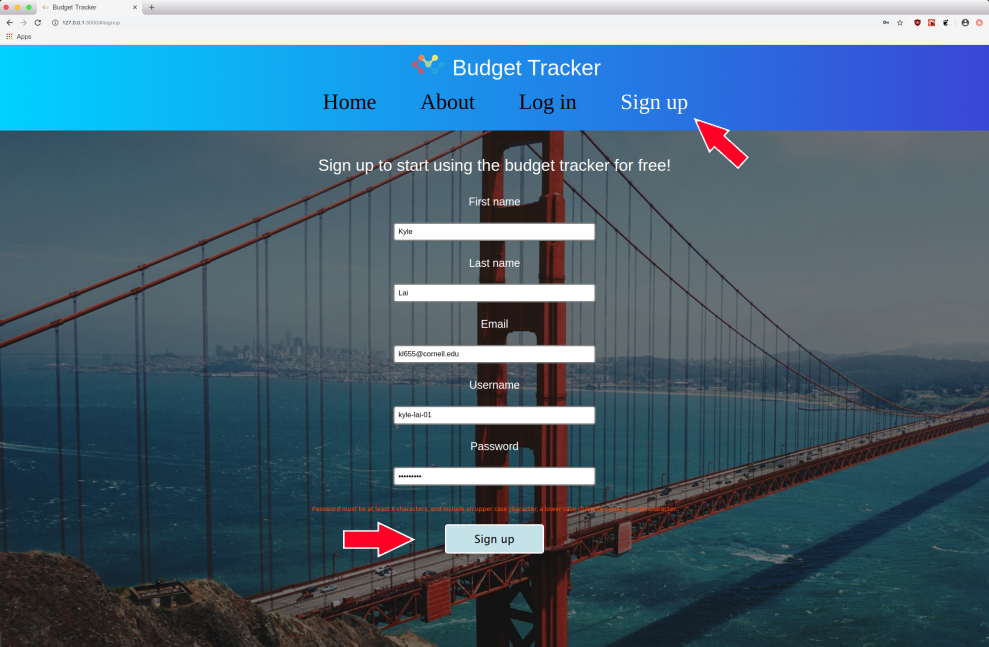 Budget Tracker
127.0.0.1:3000/#/signup
Apps
Budget Tracker
Home About Log in Sign up
Sign up to start using the budget tracker for free!
First name
Kyle
Last name
Lai
Email
kl655@cornell.edu
Username
kyle-lai-01
Password
•••••••••
Password must be at least 8 characters, and include an upper case character, a lower case character, character.
Sign up